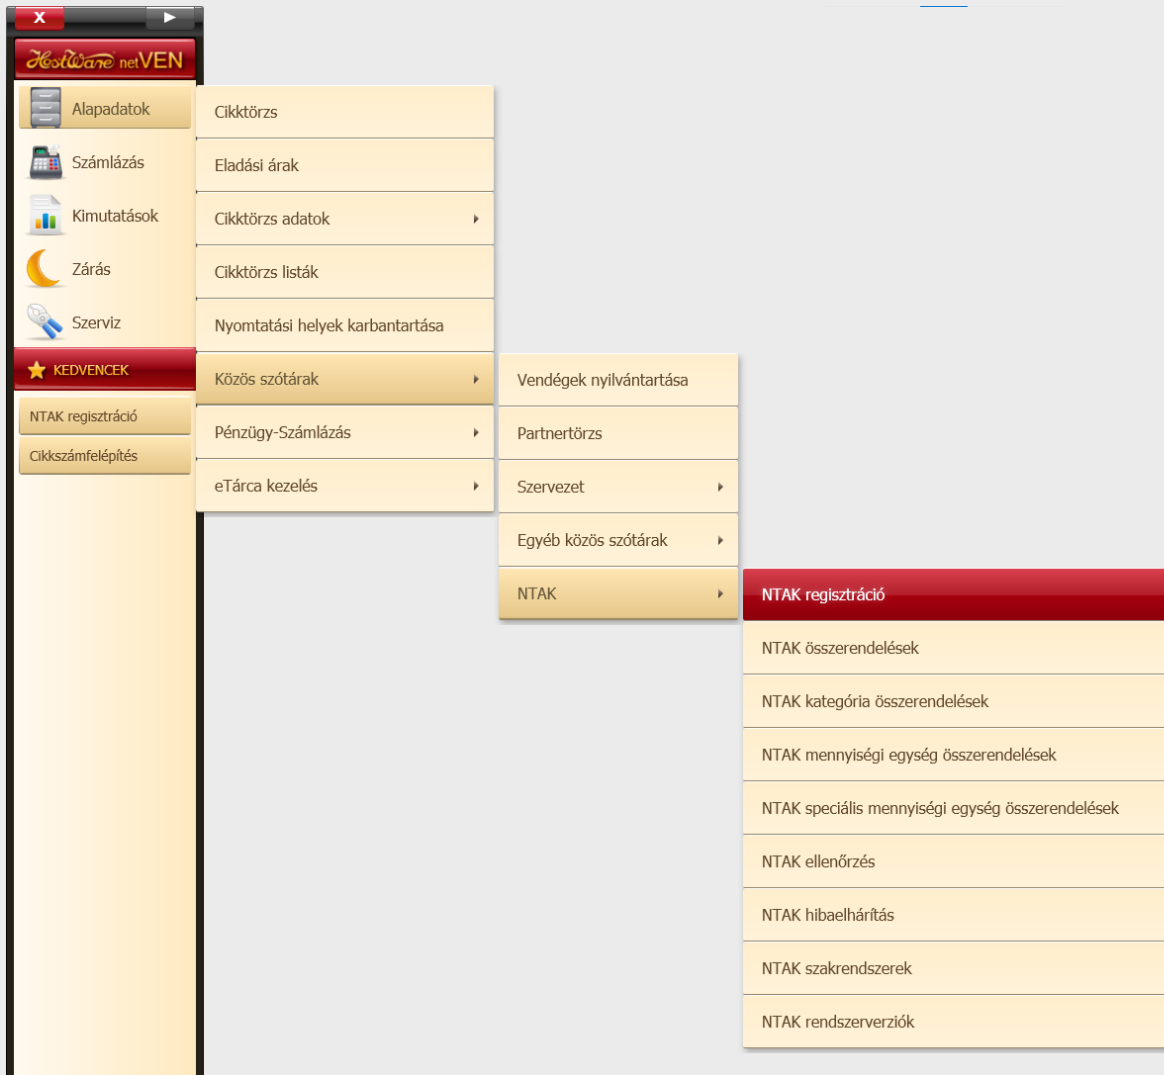 X
HostWare netVEN
Alapadatok
Számlázás
Kimutatások
Zárás
Szerviz
KEDVENCEK
NTAK regisztráció
Cikkszámfelépítés
Cikktörzs
Eladási árak
Cikktörzs adatok
Cikktörzs listák
Nyomtatási helyek karbantartása
Közös szótárak
Pénzügy-Számlázás
eTárca kezelés
Vendégek nyilvántartása
Partnertörzs
Szervezet
Egyéb közös szótárak
NTAK
NTAK regisztráció
NTAK összerendelések
NTAK kategória összerendelések
NTAK mennyiségi egység összerendelések
NTAK speciális mennyiségi egység összerendelések
NTAK ellenőrzés
NTAK hibaelhárítás
NTAK szakrendszerek
NTAK rendszerverziók